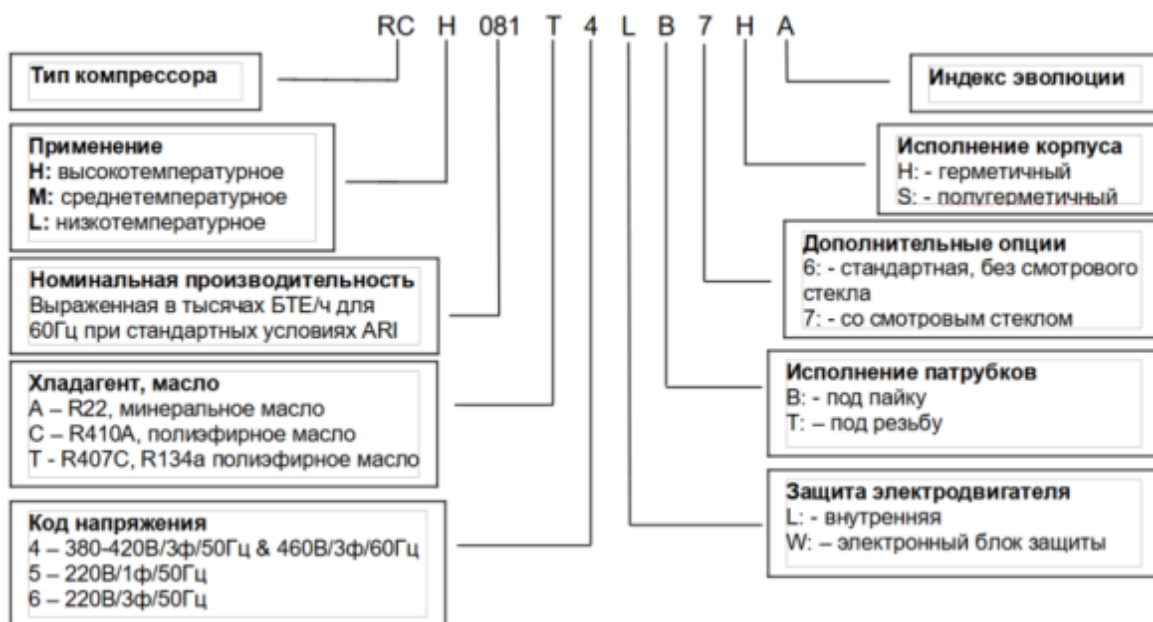 RC H 081 T 4 L B 7 H A
Тип компрессора
Применение
H: высокотемпературное
M: среднетемпературное
L: низкотемпературное
Номинальная производительность
Выраженная в тысячах БТЕ/ч для
60Гц при стандартных условиях ARI
Хладагент, масло
A – R22, минеральное масло
C – R410A, полиэфирное масло
T - R407C, R134a полиэфирное масло
Код напряжения
4 – 380-420В/3ф/50Гц & 460В/3ф/60Гц
5 – 220В/1ф/50Гц
6 – 220В/3ф/50Гц
Индекс эволюции
Исполнение корпуса
H: - герметичный
S: - полугерметичный
Дополнительные опции
6: - стандартная, без смотрового
стекла
7: - со смотровым стеклом
Исполнение патрубков
B: - под пайку
T: – под резьбу
Защита электродвигателя
L: - внутренняя
W: – электронный блок защиты